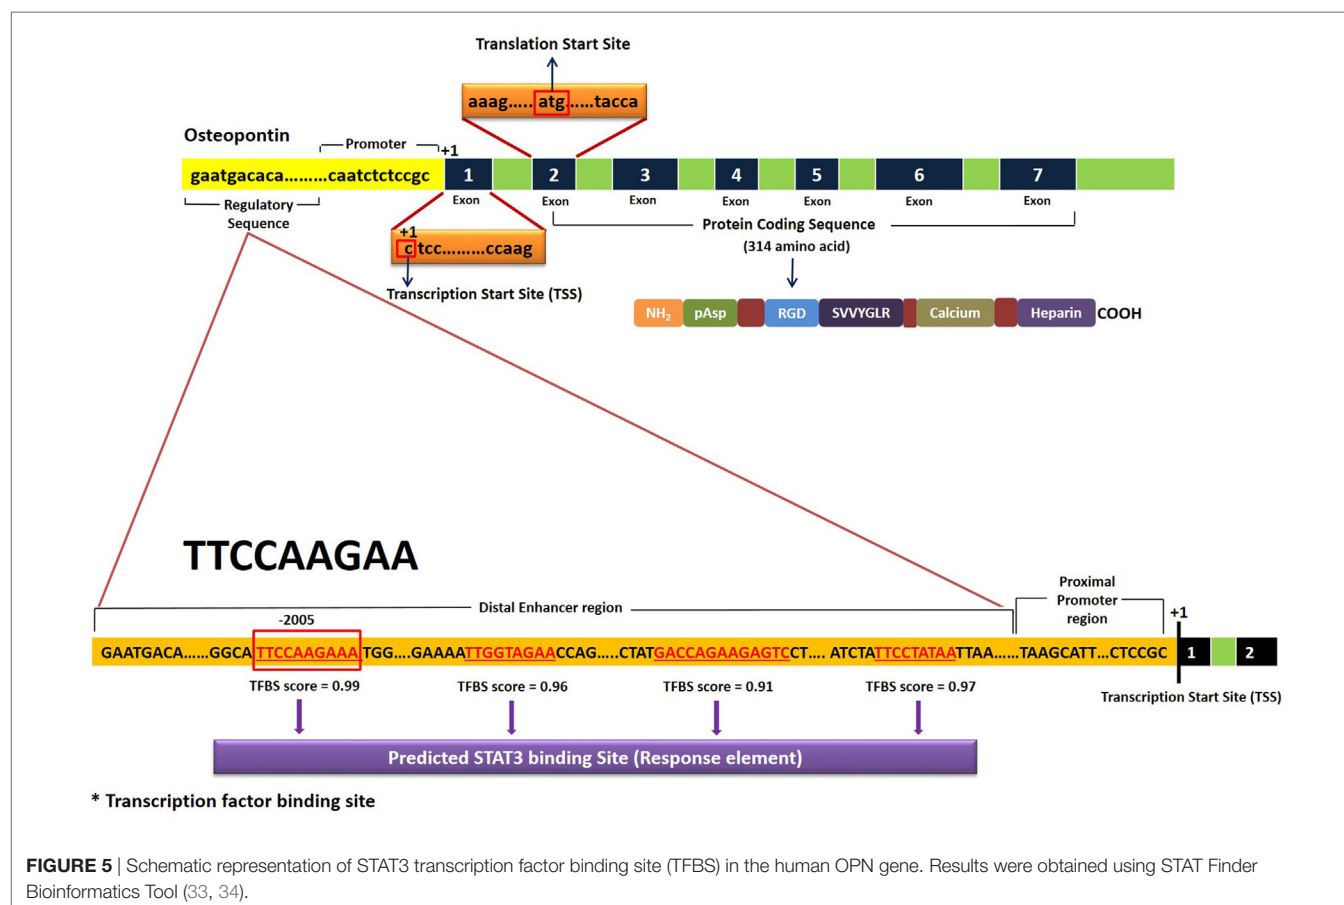 Translation Start Site
aaag.....atg......tacca
Osteopontin
Promoter
+1
gaatgacaca.........caatctctccgc
1
2
3
4
5
6
7
Regulatory
Sequence
Exon
Exon
Exon
Exon
Exon
Exon
Exon
Protein Coding Sequence
(314 amino acid)
+1
ctcc.........ccaag
Transcription Start Site (TSS)
NH2
pAsp
RGD
SVVYGLR
Calcium
Heparin
COOH
TTCCAAGAA
Distal Enhancer region
-2005
Proximal
Promoter
region
+1
GAATGACA.....GGCATTCCAAGAAATGG....GAAAATTGGTAGAACCAG.....CTATGACCAGAAGAGTCCT.... ATCTATTCCTATAATTAA......TAAGCATT...CTCCGC
1
2
TFBS score = 0.99
TFBS score = 0.96
TFBS score = 0.91
TFBS score = 0.97
Transcription Start Site (TSS)
Predicted STAT3 binding Site (Response element)
* Transcription factor binding site
FIGURE 5 | Schematic representation of STAT3 transcription factor binding site (TFBS) in the human OPN gene. Results were obtained using STAT Finder
Bioinformatics Tool (33, 34).